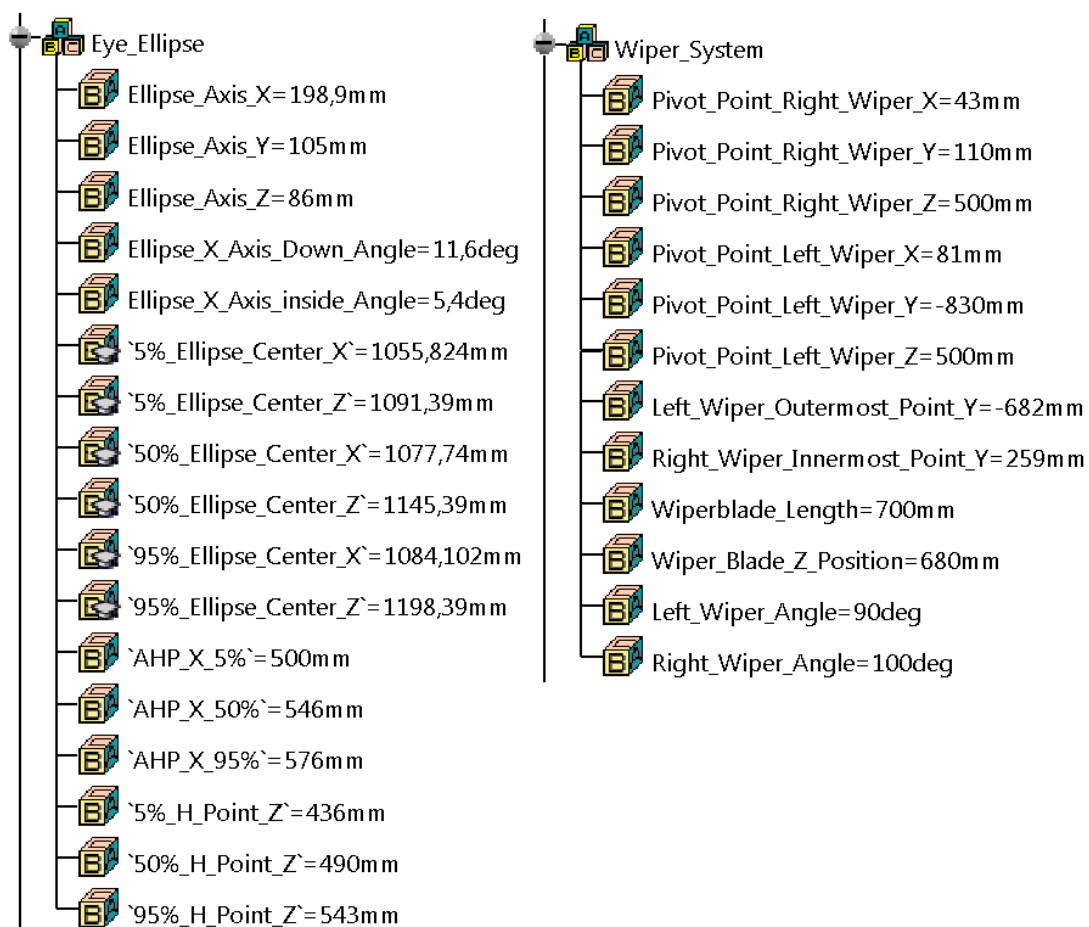 Eye_Ellipse
Ellipse_Axis_X=198,9mm
Ellipse_Axis_Y=105mm
Ellipse_Axis_Z=86mm
Ellipse_X_Axis_Down_Angle=11,6deg
Ellipse_X_Axis_inside_Angle=5,4deg
`5%_Ellipse_Center_X`=1055,824mm
`5%_Ellipse_Center_Z`=1091,39mm
`50%_Ellipse_Center_X`=1077,74mm
`50%_Ellipse_Center_Z`=1145,39mm
`95%_Ellipse_Center_X`=1084,102mm
`95%_Ellipse_Center_Z`=1198,39mm
`AHP_X_5%`=500mm
`AHP_X_50%`=546mm
`AHP_X_95%`=576mm
`5%_H_Point_Z`=436mm
`50%_H_Point_Z`=490mm
`95%_H_Point_Z`=543mm
Wiper_System
Pivot_Point_Right_Wiper_X=43mm
Pivot_Point_Right_Wiper_Y=110mm
Pivot_Point_Right_Wiper_Z=500mm
Pivot_Point_Left_Wiper_X=81mm
Pivot_Point_Left_Wiper_Y=-830mm
Pivot_Point_Left_Wiper_Z=500mm
Left_Wiper_Outermost_Point_Y=-682mm
Right_Wiper_Innermost_Point_Y=259mm
Wiperblade_Length=700mm
Wiper_Blade_Z_Position=680mm
Left_Wiper_Angle=90deg
Right_Wiper_Angle=100deg